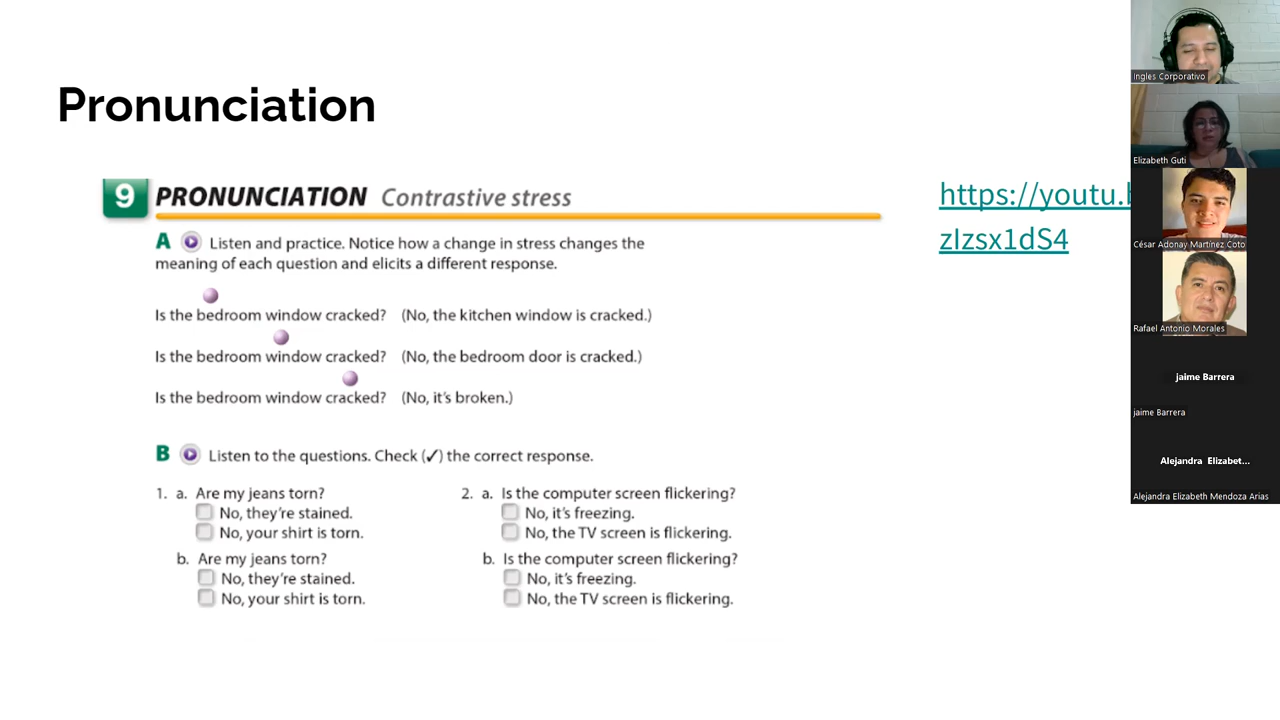 Pronunciation
9 PRONUNCIATION Contrastive stress
A Listen and practice. Notice how a change in stress changes the
meaning of each question and elicits a different response.
Is the bedroom window cracked? (No, the kitchen window is cracked.)
Is the bedroom window cracked? (No, the bedroom door is cracked.)
Is the bedroom window cracked? (No, it's broken.)
B Listen to the questions. Check (✓) the correct response.
1. a. Are my jeans torn?
No, they're stained.
No, your shirt is torn.
b. Are my jeans torn?
No, they're stained.
No, your shirt is torn.
2. a. Is the computer screen flickering?
No, it's freezing.
No, the TV screen is flickering.
b. Is the computer screen flickering?
No, it's freezing.
No, the TV screen is flickering.
https://youtu.
zIzsx1dS4
Ingles Corporativo
Elizabeth Guti
César Adonay Martínez Coto
Rafael Antonio Morales
jaime Barrera
jaime Barrera
Alejandra Elizabet...
Alejandra Elizabeth Mendoza Arias